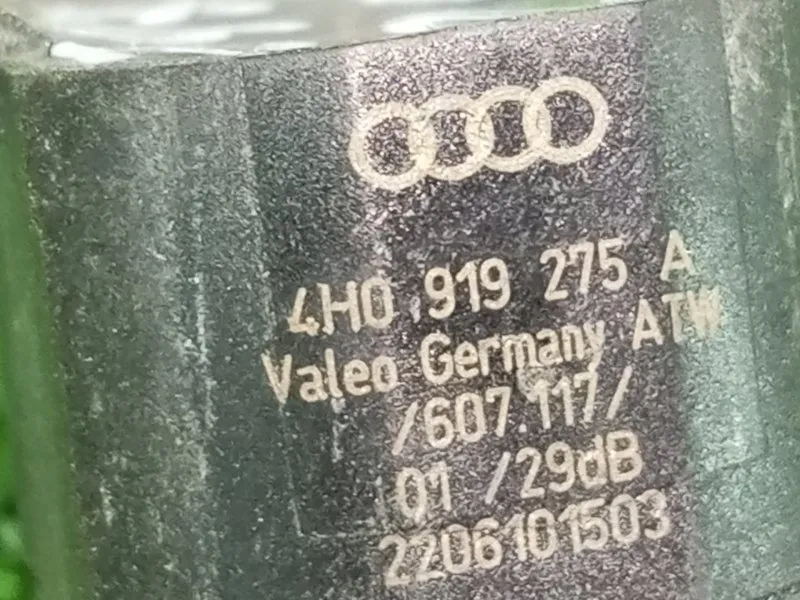 4H0 919 275 A
Valeo Germany ATW
/607.117/
01 /29dB
2206101503